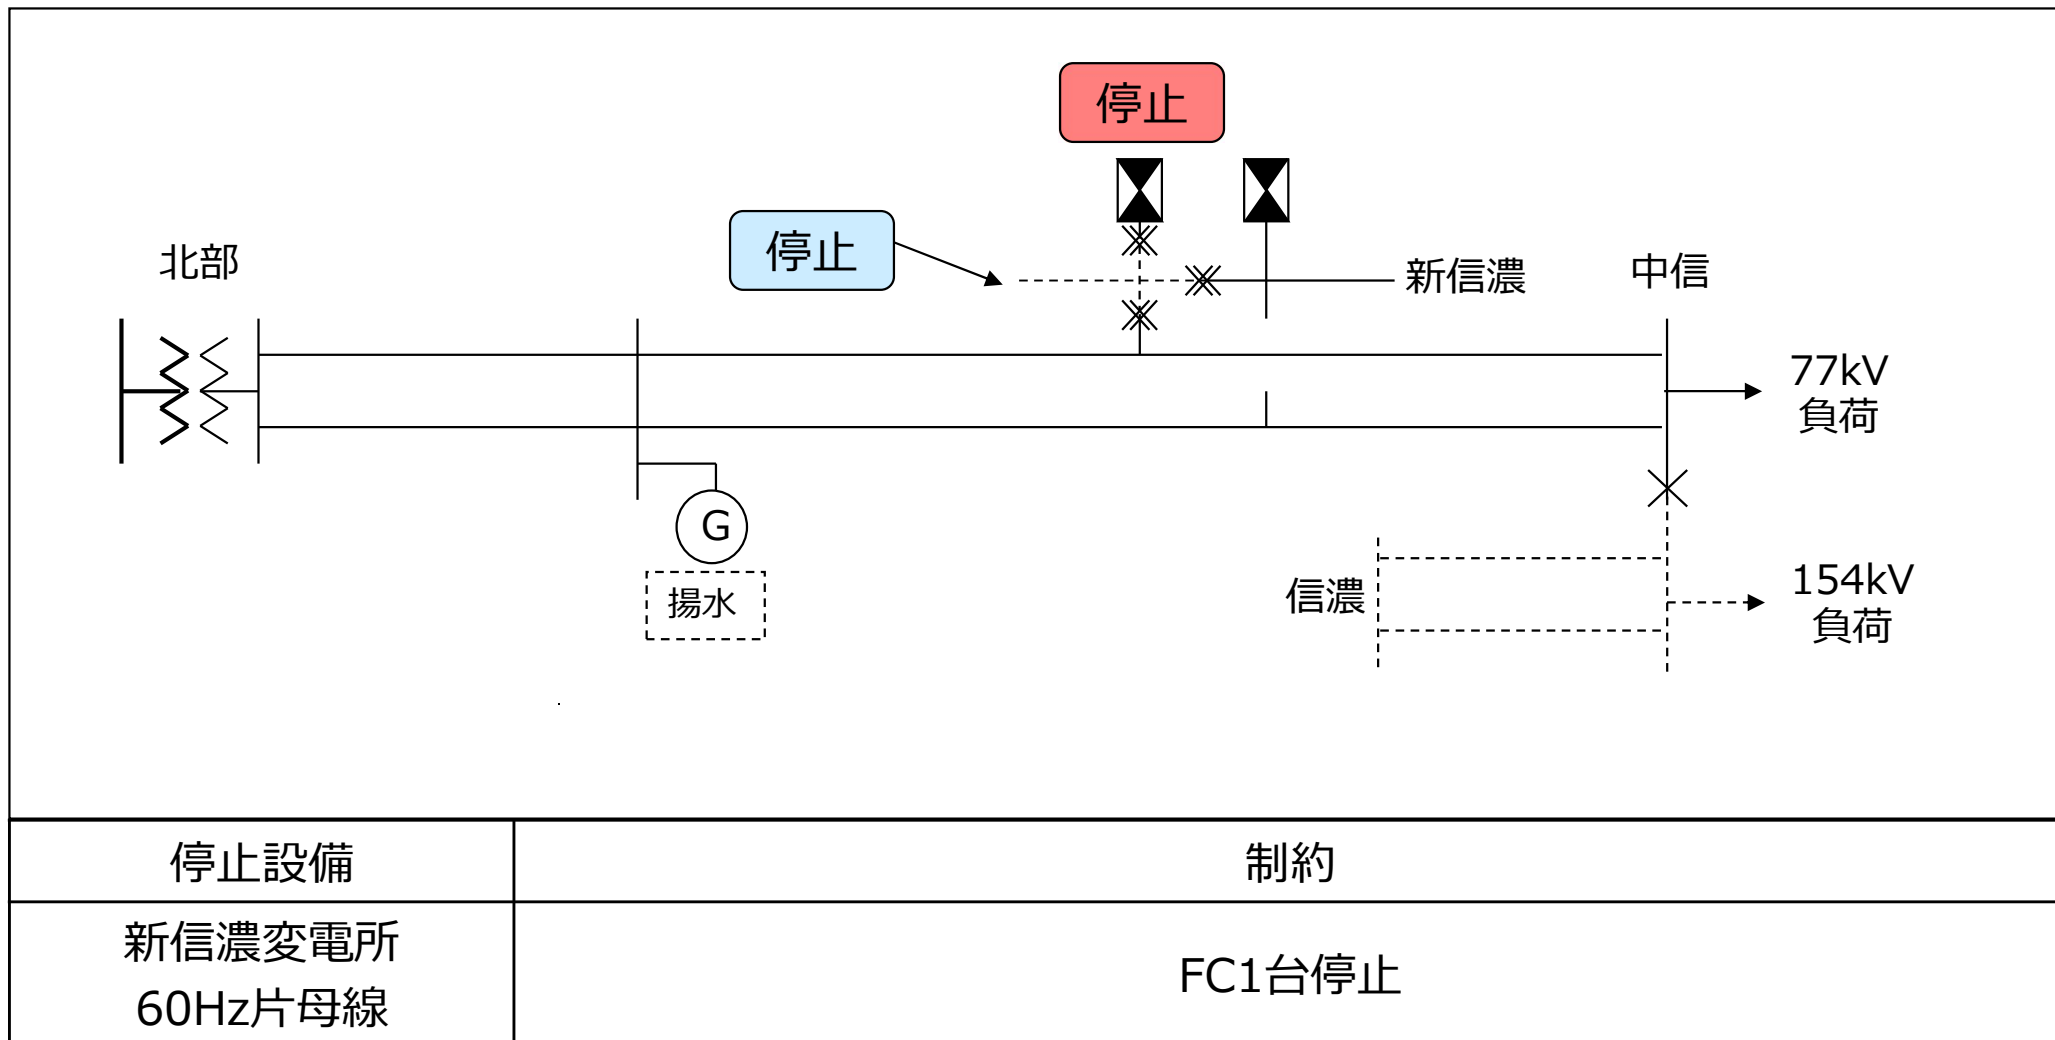 停止
停止
北部
新信濃
中信
77kV
負荷
G
揚水
信濃
154kV
負荷
停止設備
制約
新信濃変電所
60Hz片母線
FC1台停止